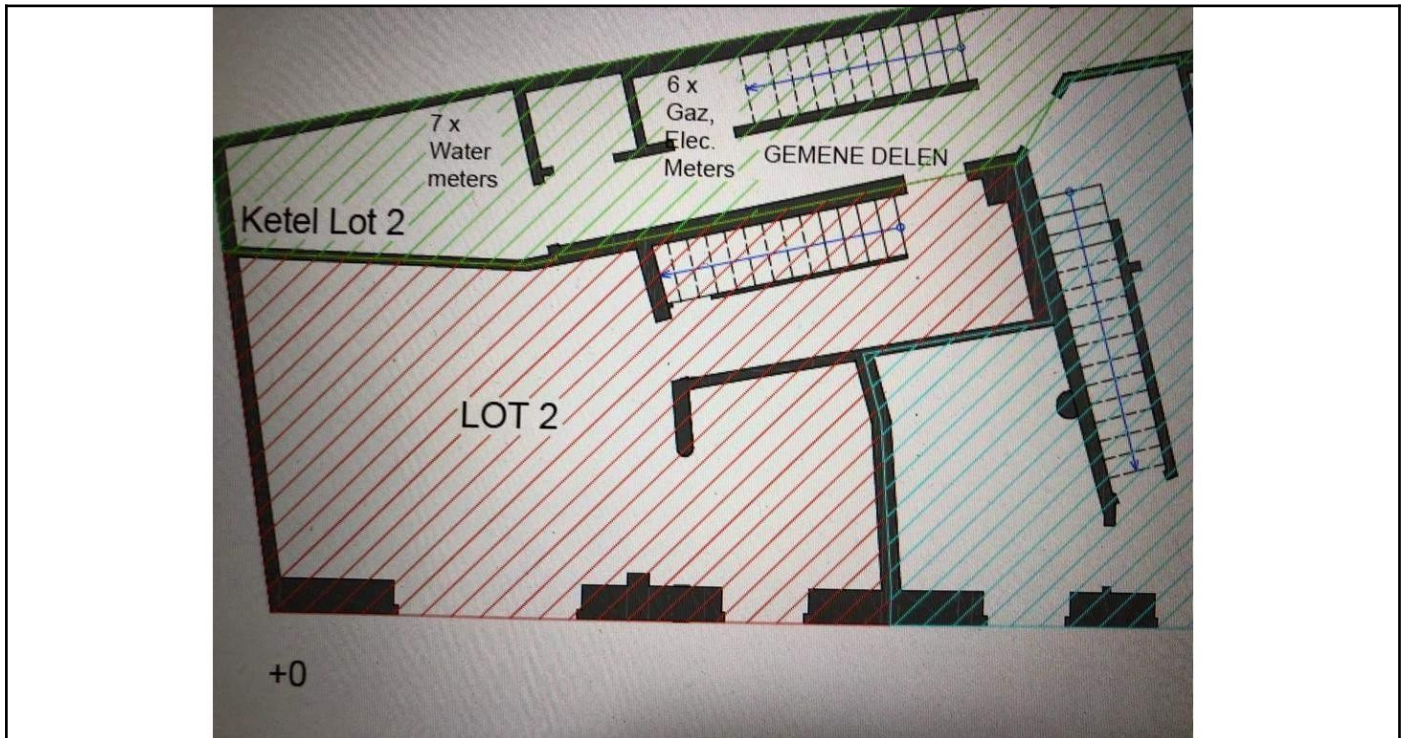 6 x
Gaz,
Elec.
Meters
7 x
Water
meters
GEMENE DELEN
Ketel Lot 2
LOT 2
+0